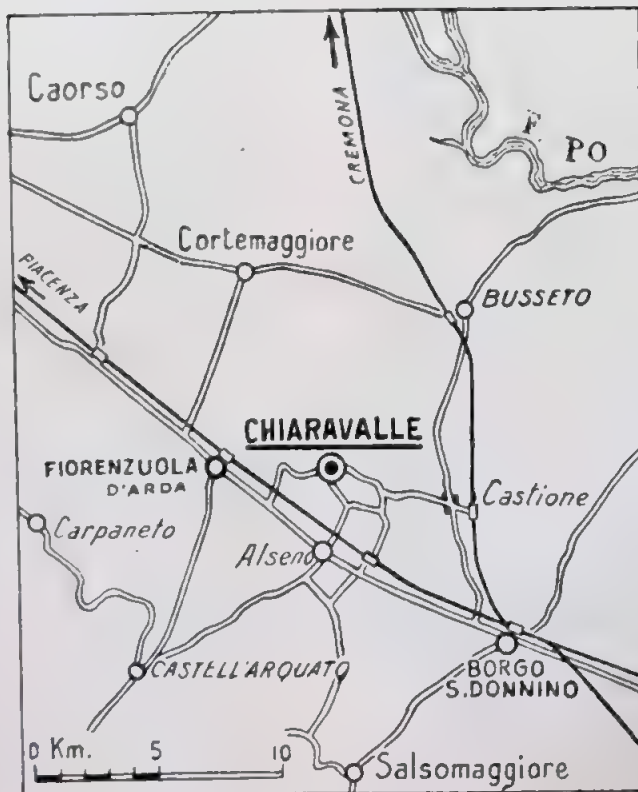 Caorso
CREMONA
F. PO
Cortemaggiore
PIACENZA
BUSSETO
CHIARAVALLE
FIORENZUOLA
D'ARDA
Castione
Carpaneto
Alseno
CASTELL'ARQUATO
BORGO
S. DONNINO
0 Km. 5 10
Salsomaggiore